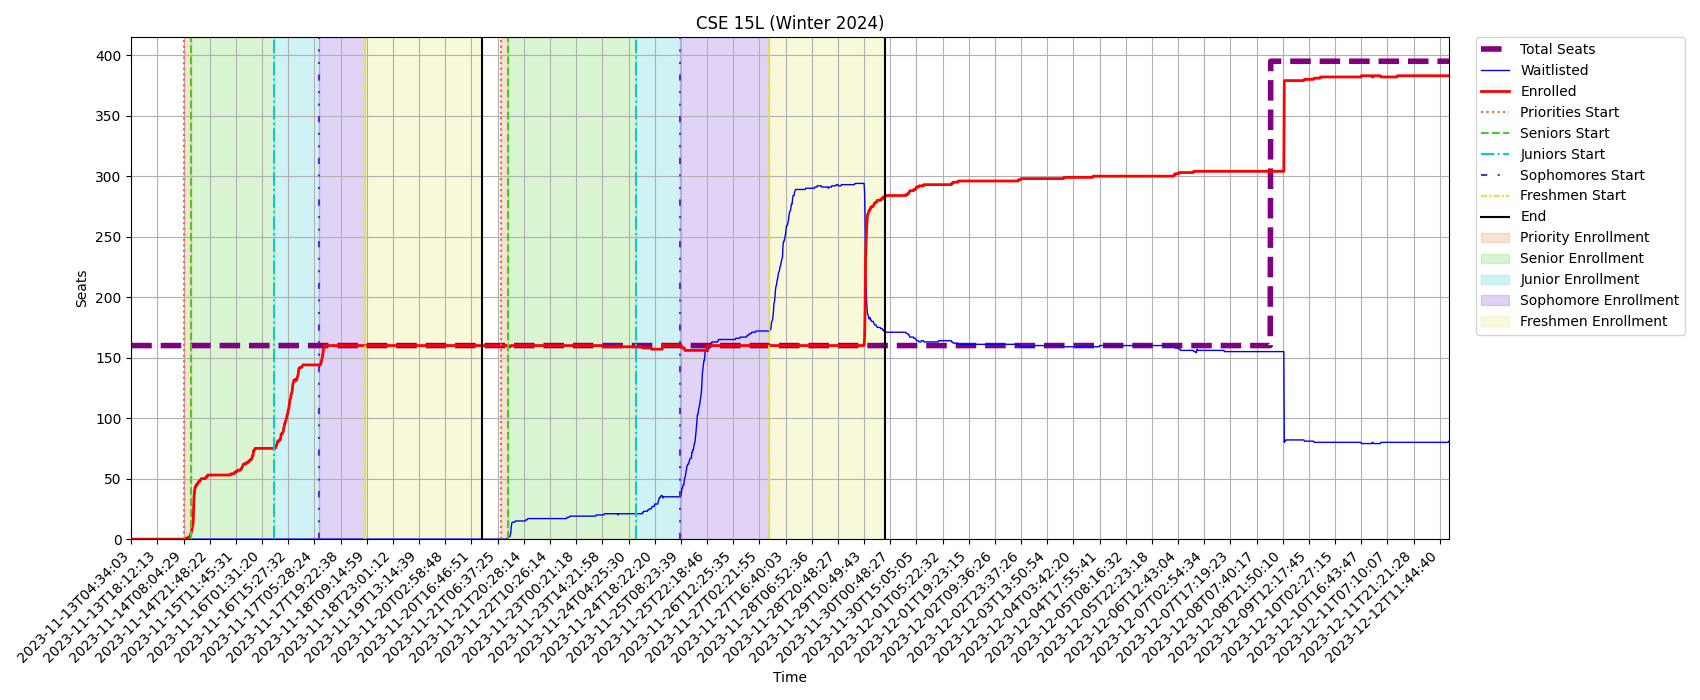 CSE 15L (Winter 2024)
Seats
400
350
300
250
200
150
100
50
0
2023-11-13T04:34:03
2023-11-13T18:12:13
2023-11-14T08:04:29
2023-11-14T21:48:22
2023-11-15T11:45:31
2023-11-16T01:31:20
2023-11-16T15:27:32
2023-11-17T05:28:24
2023-11-17T19:22:38
2023-11-18T09:14:59
2023-11-18T23:01:12
2023-11-19T13:14:39
2023-11-20T02:58:48
2023-11-20T16:46:51
2023-11-21T06:37:25
2023-11-21T20:28:14
2023-11-22T10:26:14
2023-11-23T00:21:18
2023-11-23T14:21:58
2023-11-24T04:25:30
2023-11-24T18:22:20
2023-11-25T08:23:39
2023-11-25T22:18:46
2023-11-26T12:25:35
2023-11-27T02:21:55
2023-11-27T16:40:03
2023-11-28T06:52:36
2023-11-28T20:48:27
2023-11-29T10:49:43
2023-11-30T00:48:27
2023-11-30T15:05:05
2023-12-01T05:22:32
2023-12-01T19:23:15
2023-12-02T09:36:26
2023-12-02T23:37:26
2023-12-03T13:50:54
2023-12-04T03:42:20
2023-12-04T17:55:41
2023-12-05T08:16:32
2023-12-05T22:23:18
2023-12-06T12:43:04
2023-12-07T02:54:34
2023-12-07T17:19:23
2023-12-08T07:40:17
2023-12-08T21:50:10
2023-12-09T12:17:45
2023-12-10T02:27:15
2023-12-10T16:43:47
2023-12-11T07:10:07
2023-12-11T21:21:28
2023-12-12T11:44:40
Time
Total Seats
Waitlisted
Enrolled
Priorities Start
Seniors Start
Juniors Start
Sophomores Start
Freshmen Start
End
Priority Enrollment
Senior Enrollment
Junior Enrollment
Sophomore Enrollment
Freshmen Enrollment